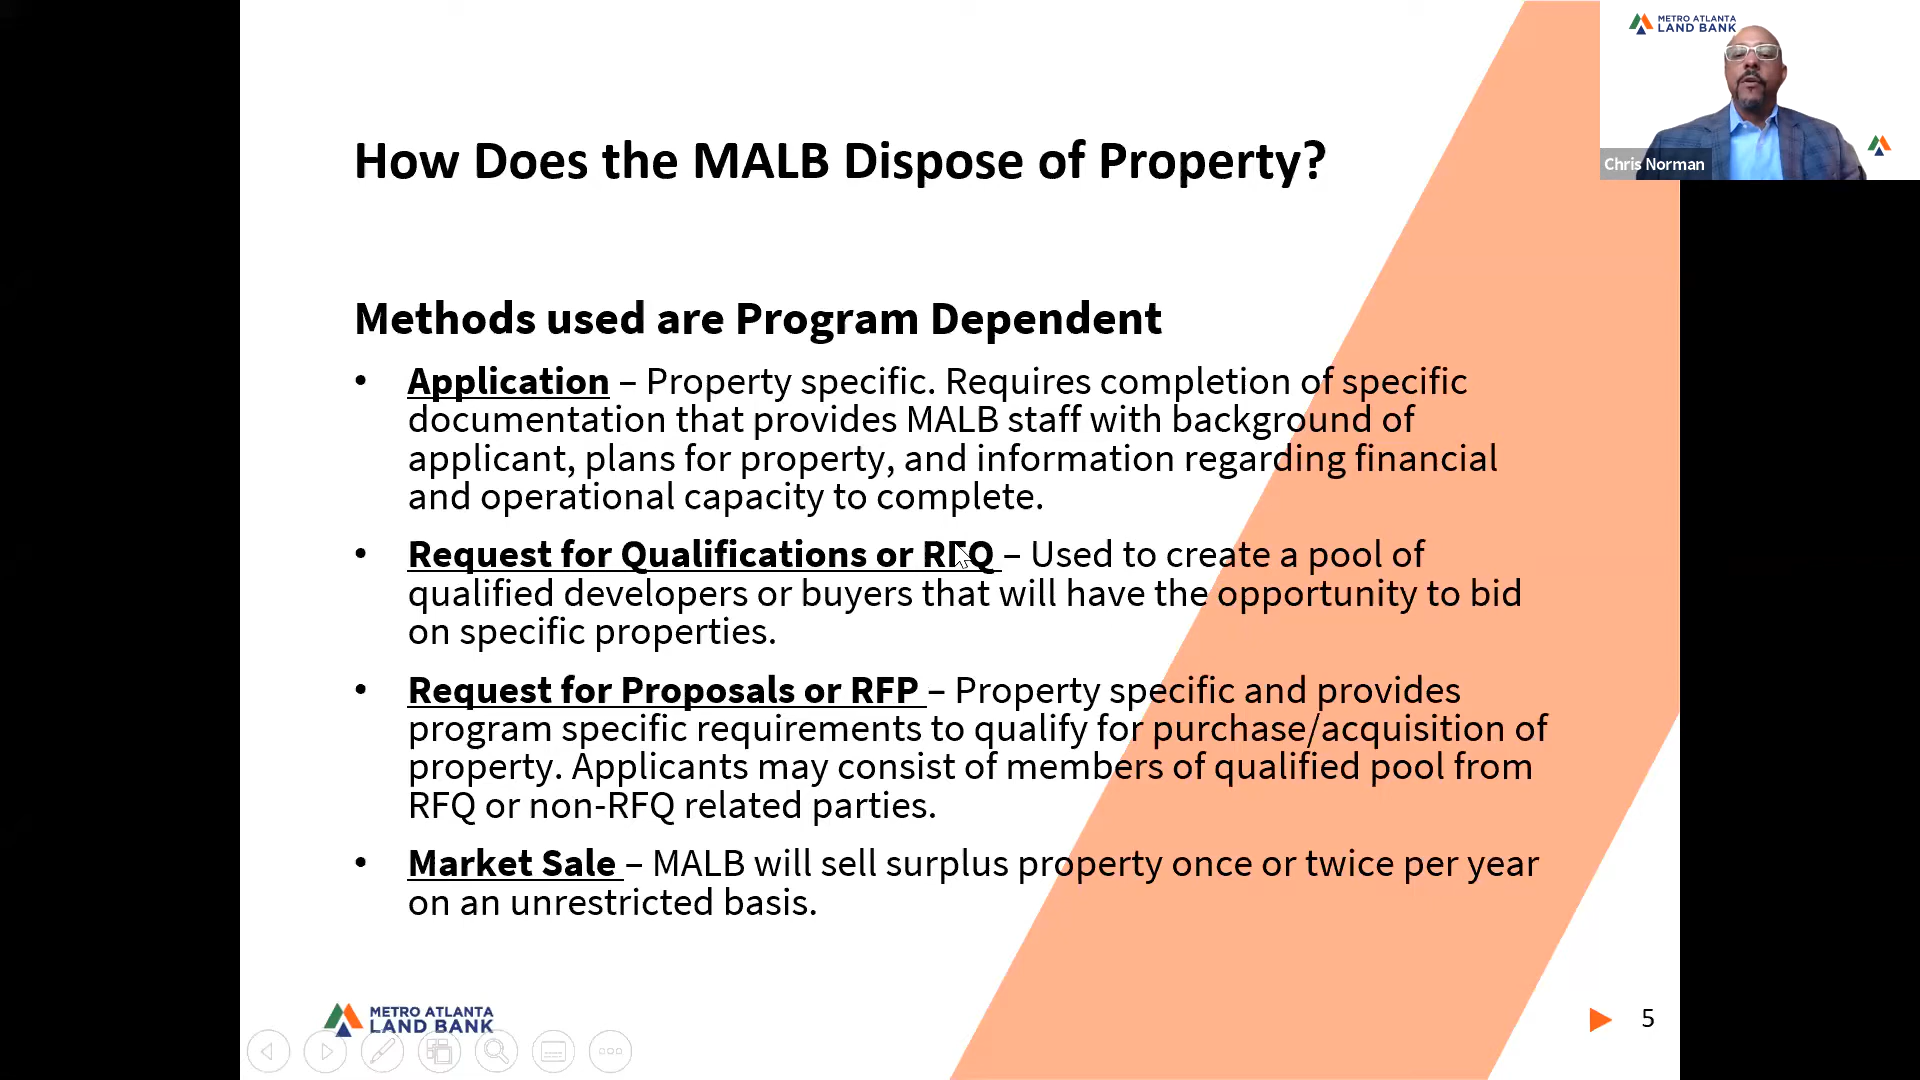 METRO ATLANTA
LAND BANK
Chris Norman
How Does the MALB Dispose of Property?
Methods used are Program Dependent
• Application – Property specific. Requires completion of specific
documentation that provides MALB staff with background of
applicant, plans for property, and information regarding financial
and operational capacity to complete.
• Request for Qualifications or RFQ – Used to create a pool of
qualified developers or buyers that will have the opportunity to bid
on specific properties.
• Request for Proposals or RFP – Property specific and provides
program specific requirements to qualify for purchase/acquisition of
property. Applicants may consist of members of qualified pool from
RFQ or non-RFQ related parties.
• Market Sale – MALB will sell surplus property once or twice per year
on an unrestricted basis.
METRO ATLANTA
LAND BANK
5